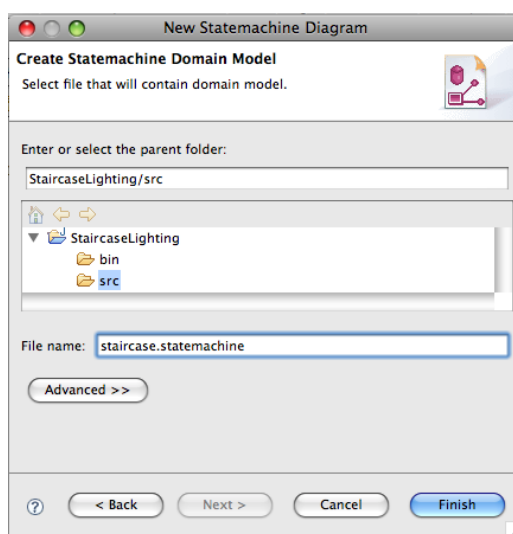 New Statemachine Diagram
Create Statemachine Domain Model
Select file that will contain domain model.
Enter or select the parent folder:
StaircaseLighting/src
StaircaseLighting
bin
src
File name: staircase.statemachine
Advanced >>
? < Back Next > Cancel Finish